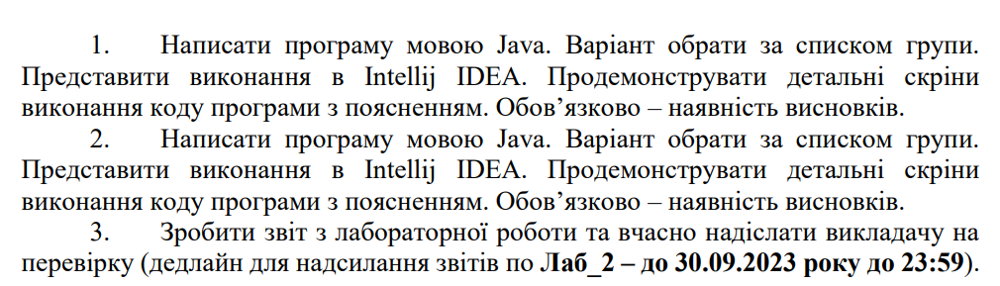 1. Написати програму мовою Java. Варіант обрати за списком групи.
Представити виконання в Intellij IDEA. Продемонструвати детальні скріни
виконання коду програми з поясненням. Обов’язково – наявність висновків.
2. Написати програму мовою Java. Варіант обрати за списком групи.
Представити виконання в Intellij IDEA. Продемонструвати детальні скріни
виконання коду програми з поясненням. Обов’язково – наявність висновків.
3. Зробити звіт з лабораторної роботи та вчасно надіслати викладачу на
перевірку (дедлайн для надсилання звітів по Лаб_2 – до 30.09.2023 року до 23:59).